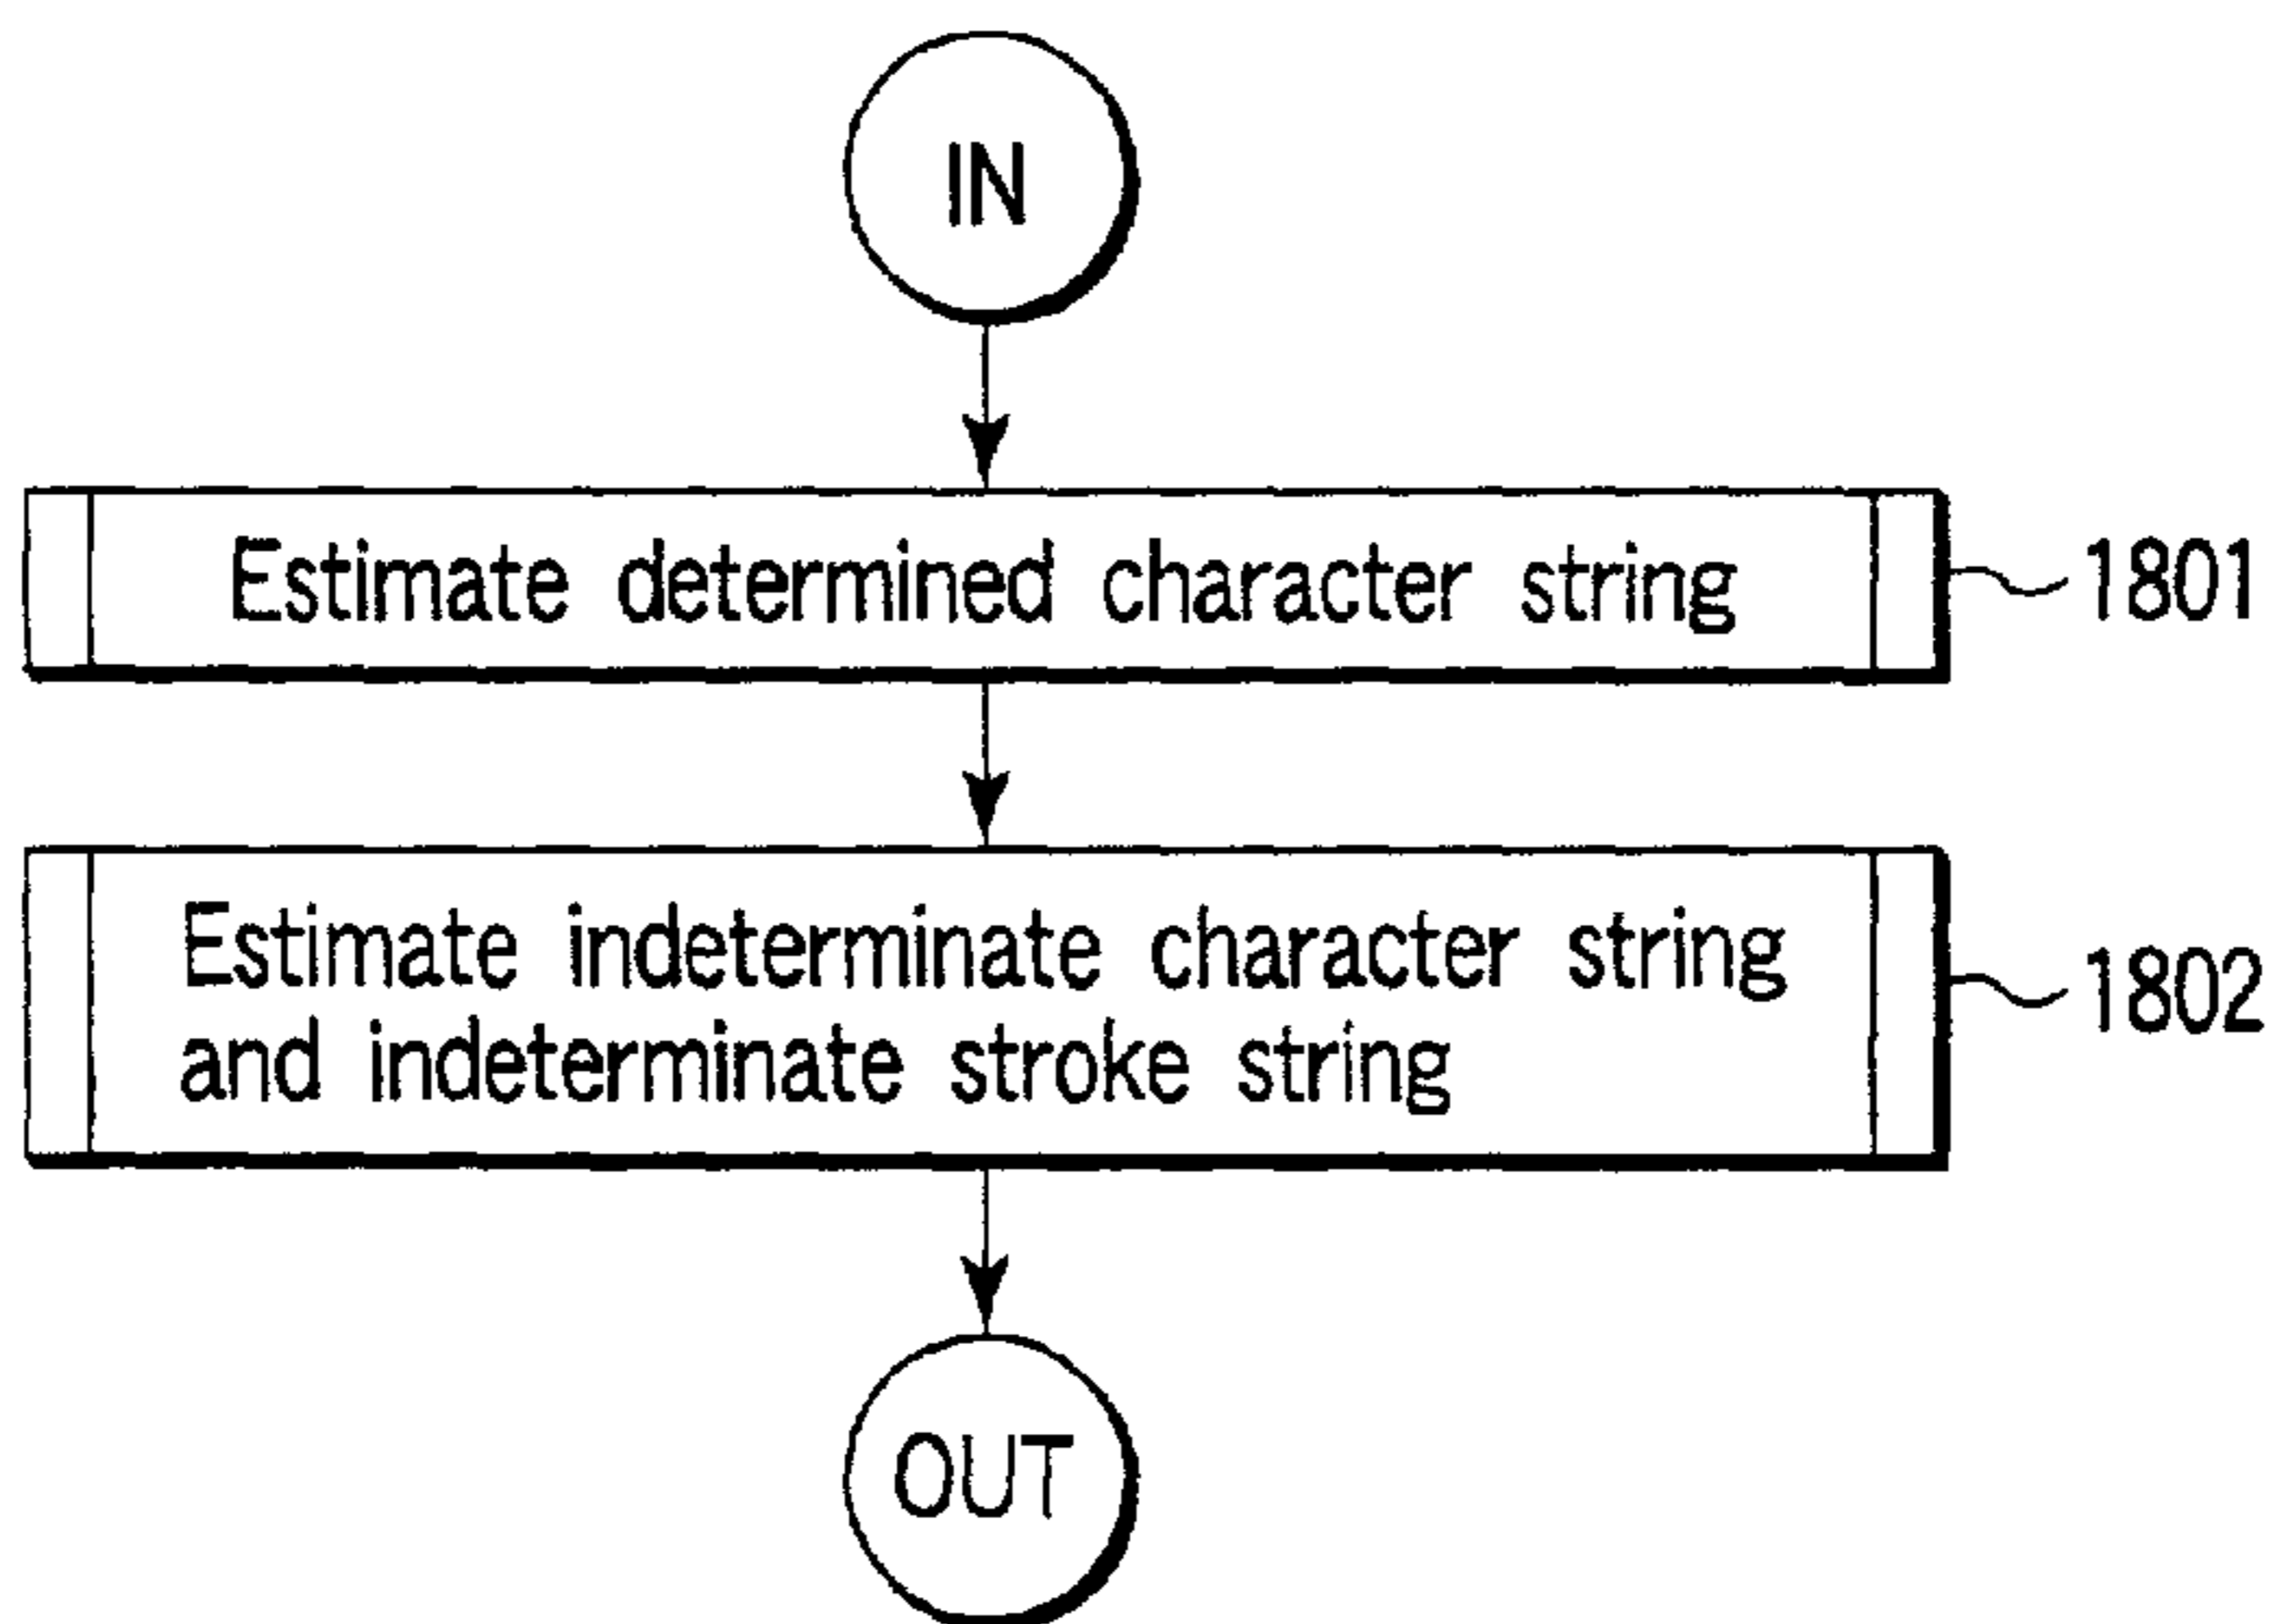 IN
Estimate determined character string
1801
Estimate indeterminate character string
and indeterminate stroke string
1802
OUT